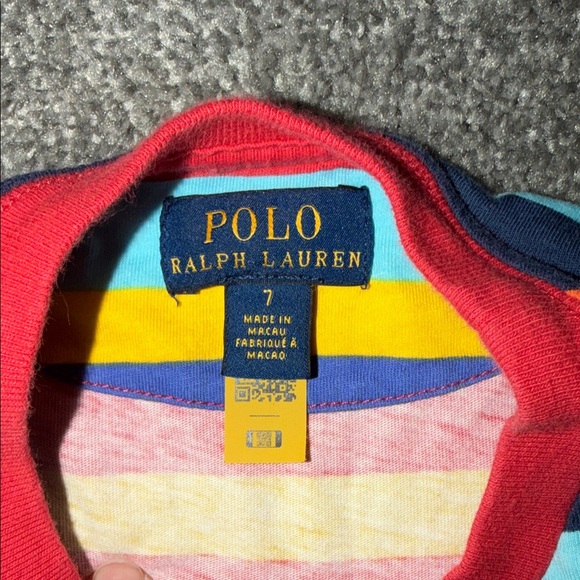 POLO
RALPH LAUREN
7
MADE IN
MACAU
FABRIQUÉ À
MACAO